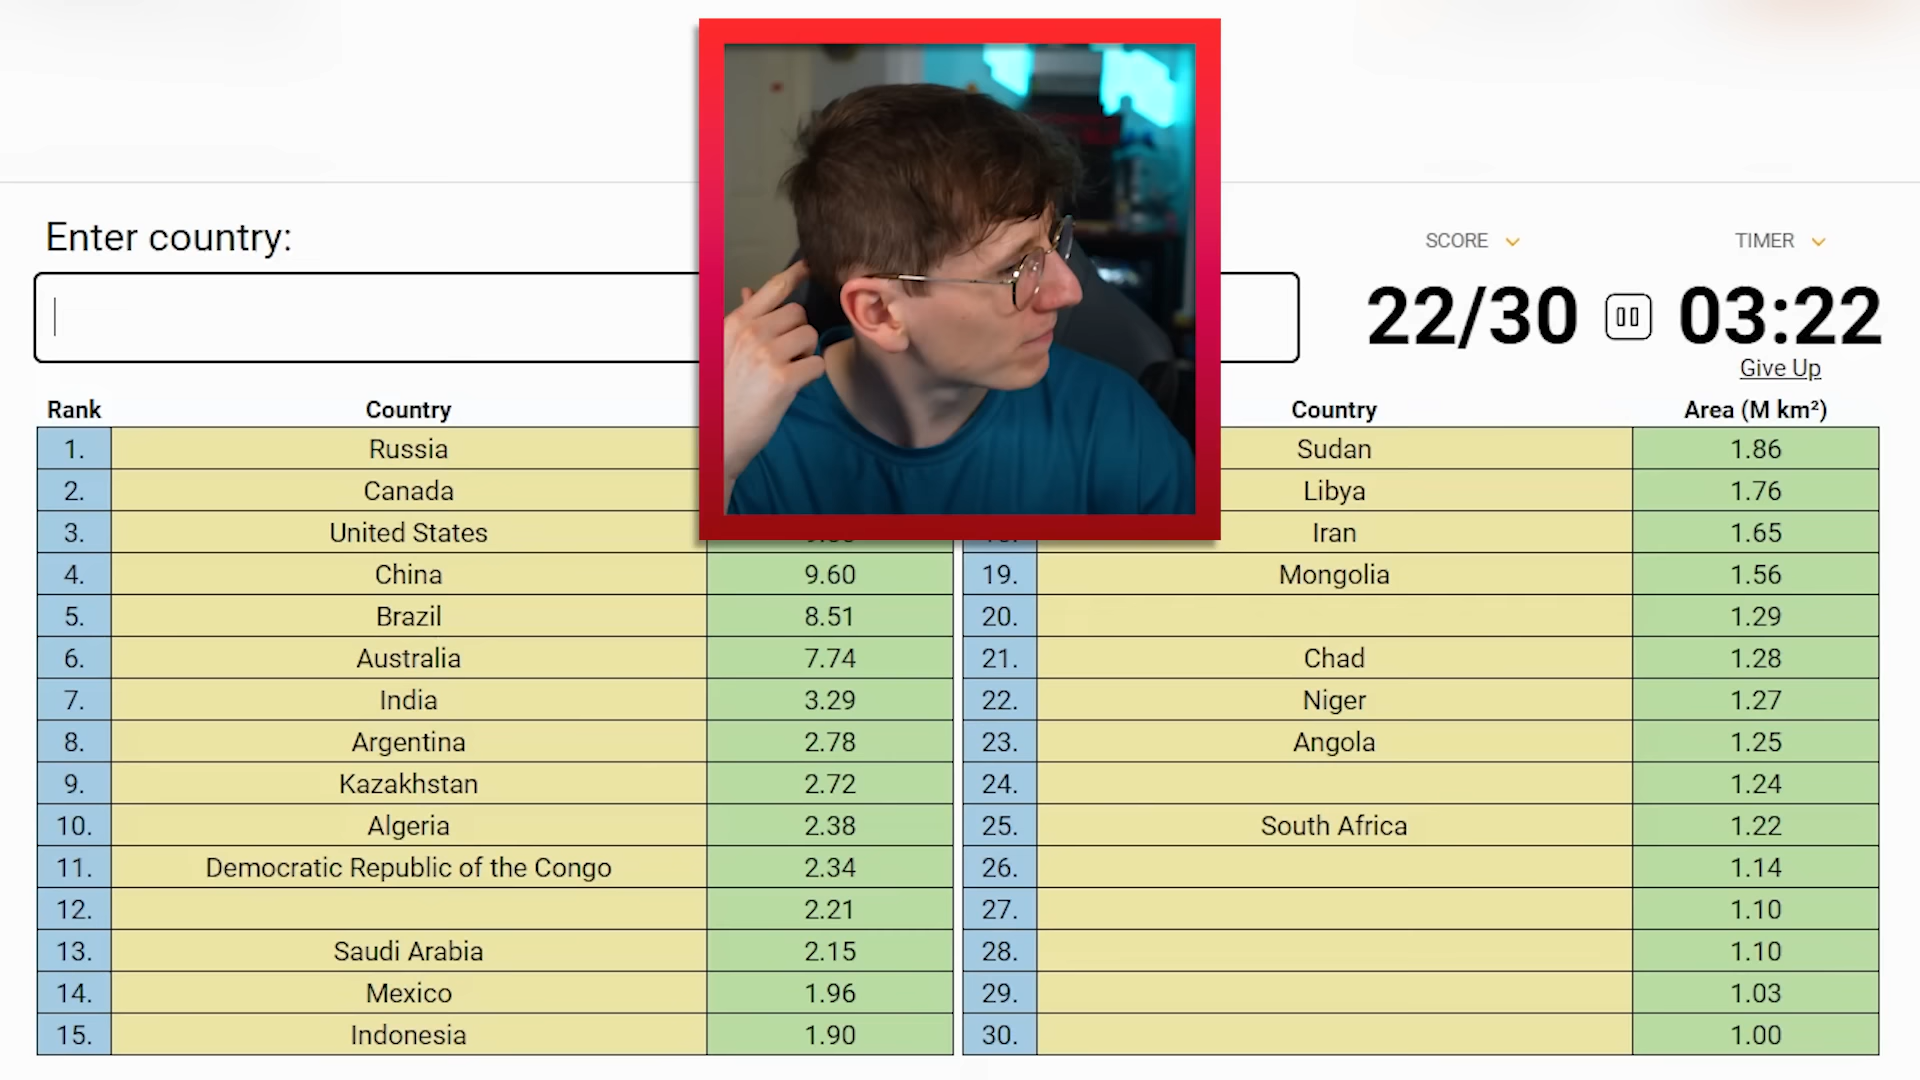 Enter country:
SCORE TIMER
22/30 03:22
Give Up
Rank Country
1. Russia
2. Canada
3. United States
4. China 9.60
5. Brazil 8.51
6. Australia 7.74
7. India 3.29
8. Argentina 2.78
9. Kazakhstan 2.72
10. Algeria 2.38
11. Democratic Republic of the Congo 2.34
12. 2.21
13. Saudi Arabia 2.15
14. Mexico 1.96
15. Indonesia 1.90
Country Area (M km²)
Sudan 1.86
Libya 1.76
Iran 1.65
19. Mongolia 1.56
20. 1.29
21. Chad 1.28
22. Niger 1.27
23. Angola 1.25
24. 1.24
25. South Africa 1.22
26. 1.14
27. 1.10
28. 1.10
29. 1.03
30. 1.00